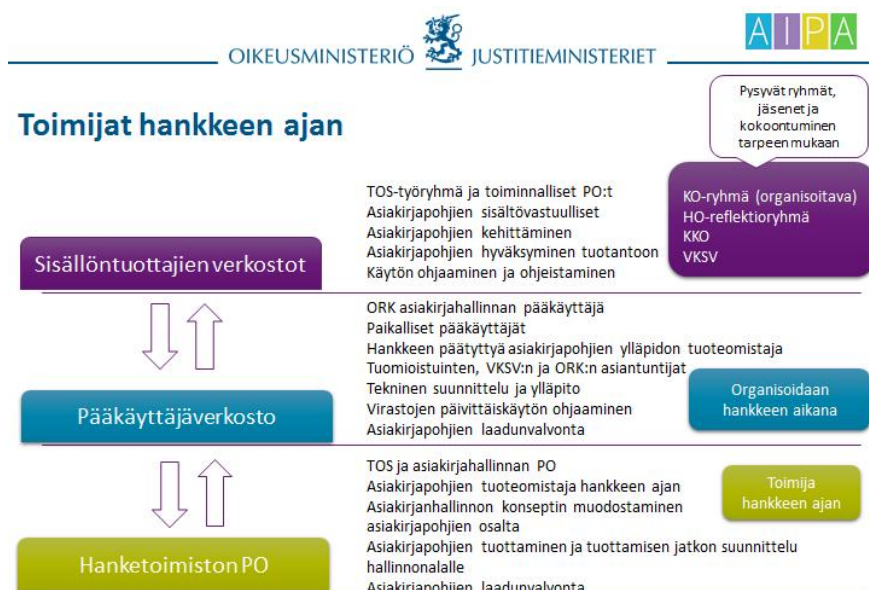 OIKEUSMINISTERIÖ JUSTITIEMINISTERIET
AIPA
Toimijat hankkeen ajan
Pysyvät ryhmät,
jäsenet ja
kokoontuminen
tarpeen mukaan
Sisällöntuottajien verkostot
TOS-työryhmä ja toiminnalliset PO:t
Asiakirjapohjien sisältövastuulliset
Asiakirjapohjien kehittäminen
Asiakirjapohjien hyväksyminen tuotantoon
Käytön ohjaaminen ja ohjeistaminen
KO-ryhmä (organisoitava)
HO-reflektioryhmä
KKO
VKSV
Pääkäyttäjäverkosto
ORK asiakirjahallinnan pääkäyttäjä
Paikalliset pääkäyttäjät
Hankkeen päätyttyä asiakirjapohjien ylläpidon tuoteomistaja
Tuomioistuinten, VKSV:n ja ORK:n asiantuntijat
Tekninen suunnittelu ja ylläpito
Virastojen päivittäiskäytön ohjaaminen
Asiakirjapohjien laadunvalvonta
Organisoidaan
hankkeen aikana
Hanketoimiston PO
TOS ja asiakirjahallinnan PO
Asiakirjapohjien tuoteomistaja hankkeen ajan
Asiakirjanhallinnon konseptin muodostaminen
asiakirjapohjien osalta
Asiakirjapohjien tuottaminen ja tuottamisen jatkon suunnittelu
hallinnonalalle
Asiakirjapohjien laadunvalvonta
Toimija
hankkeen ajan